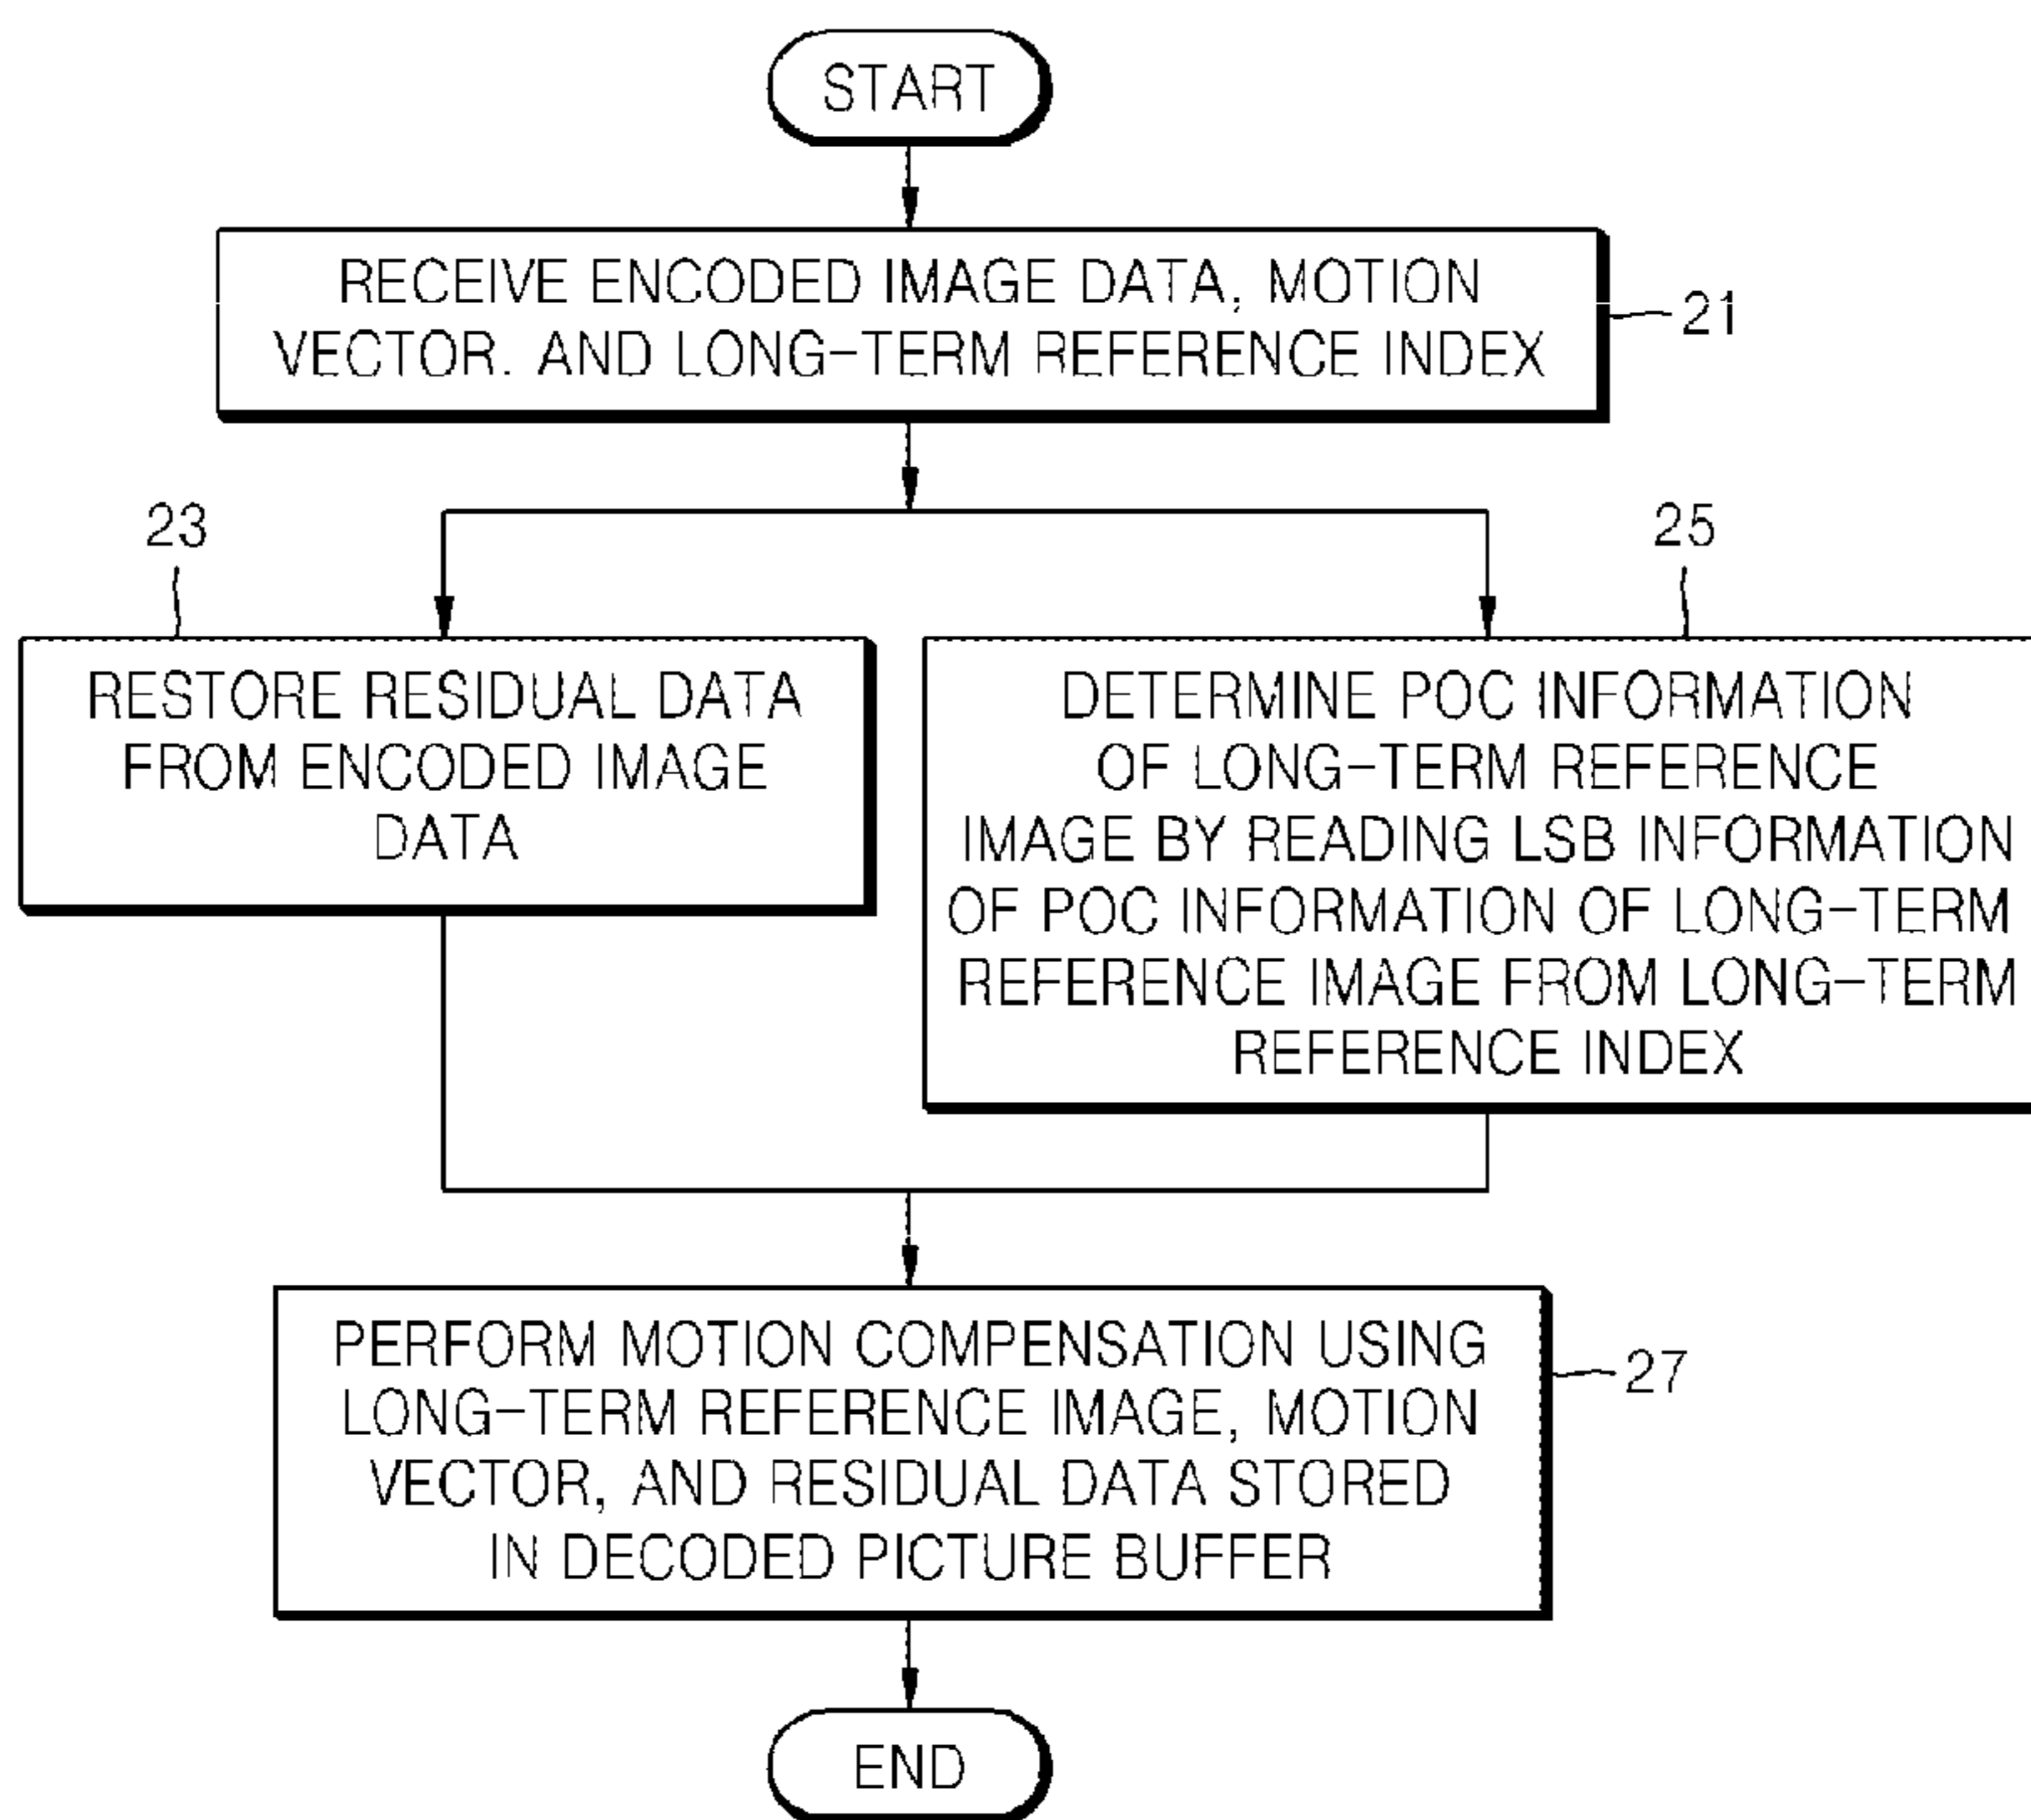 START
RECEIVE ENCODED IMAGE DATA, MOTION
VECTOR. AND LONG-TERM REFERENCE INDEX
21
23
RESTORE RESIDUAL DATA
FROM ENCODED IMAGE
DATA
25
DETERMINE POC INFORMATION
OF LONG-TERM REFERENCE
IMAGE BY READING LSB INFORMATION
OF POC INFORMATION OF LONG-TERM
REFERENCE IMAGE FROM LONG-TERM
REFERENCE INDEX
PERFORM MOTION COMPENSATION USING
LONG-TERM REFERENCE IMAGE, MOTION
VECTOR, AND RESIDUAL DATA STORED
IN DECODED PICTURE BUFFER
27
END